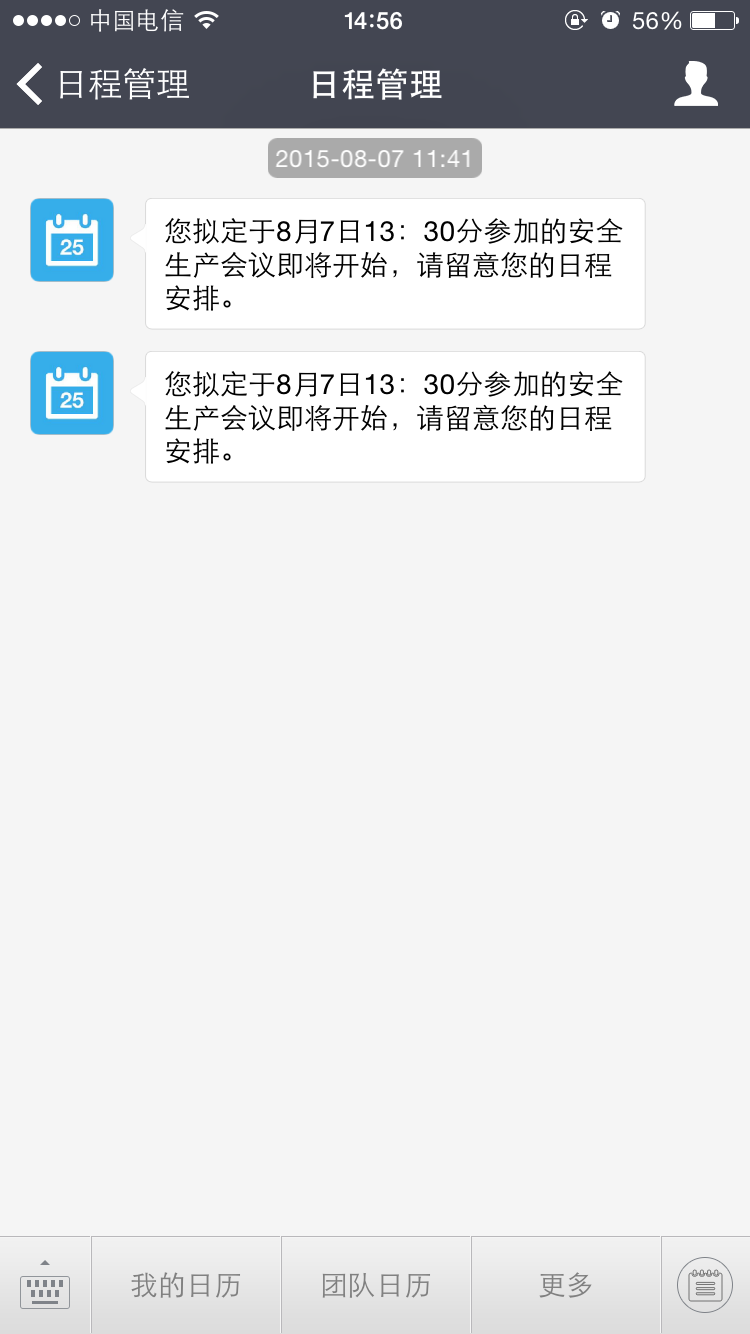 中国电信 14:56 56%
日程管理 日程管理
2015-08-07 11:41
25
您拟定于8月7日13：30分参加的安全
生产会议即将开始，请留意您的日程
安排。
25
您拟定于8月7日13：30分参加的安全
生产会议即将开始，请留意您的日程
安排。
我的日历 团队日历 更多